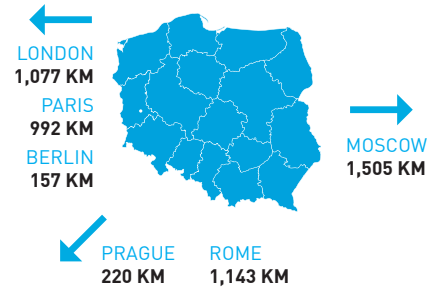 LONDON
1,077 KM
PARIS
992 KM
BERLIN
157 KM
MOSCOW
1,505 KM
PRAGUE
220 KM
ROME
1,143 KM